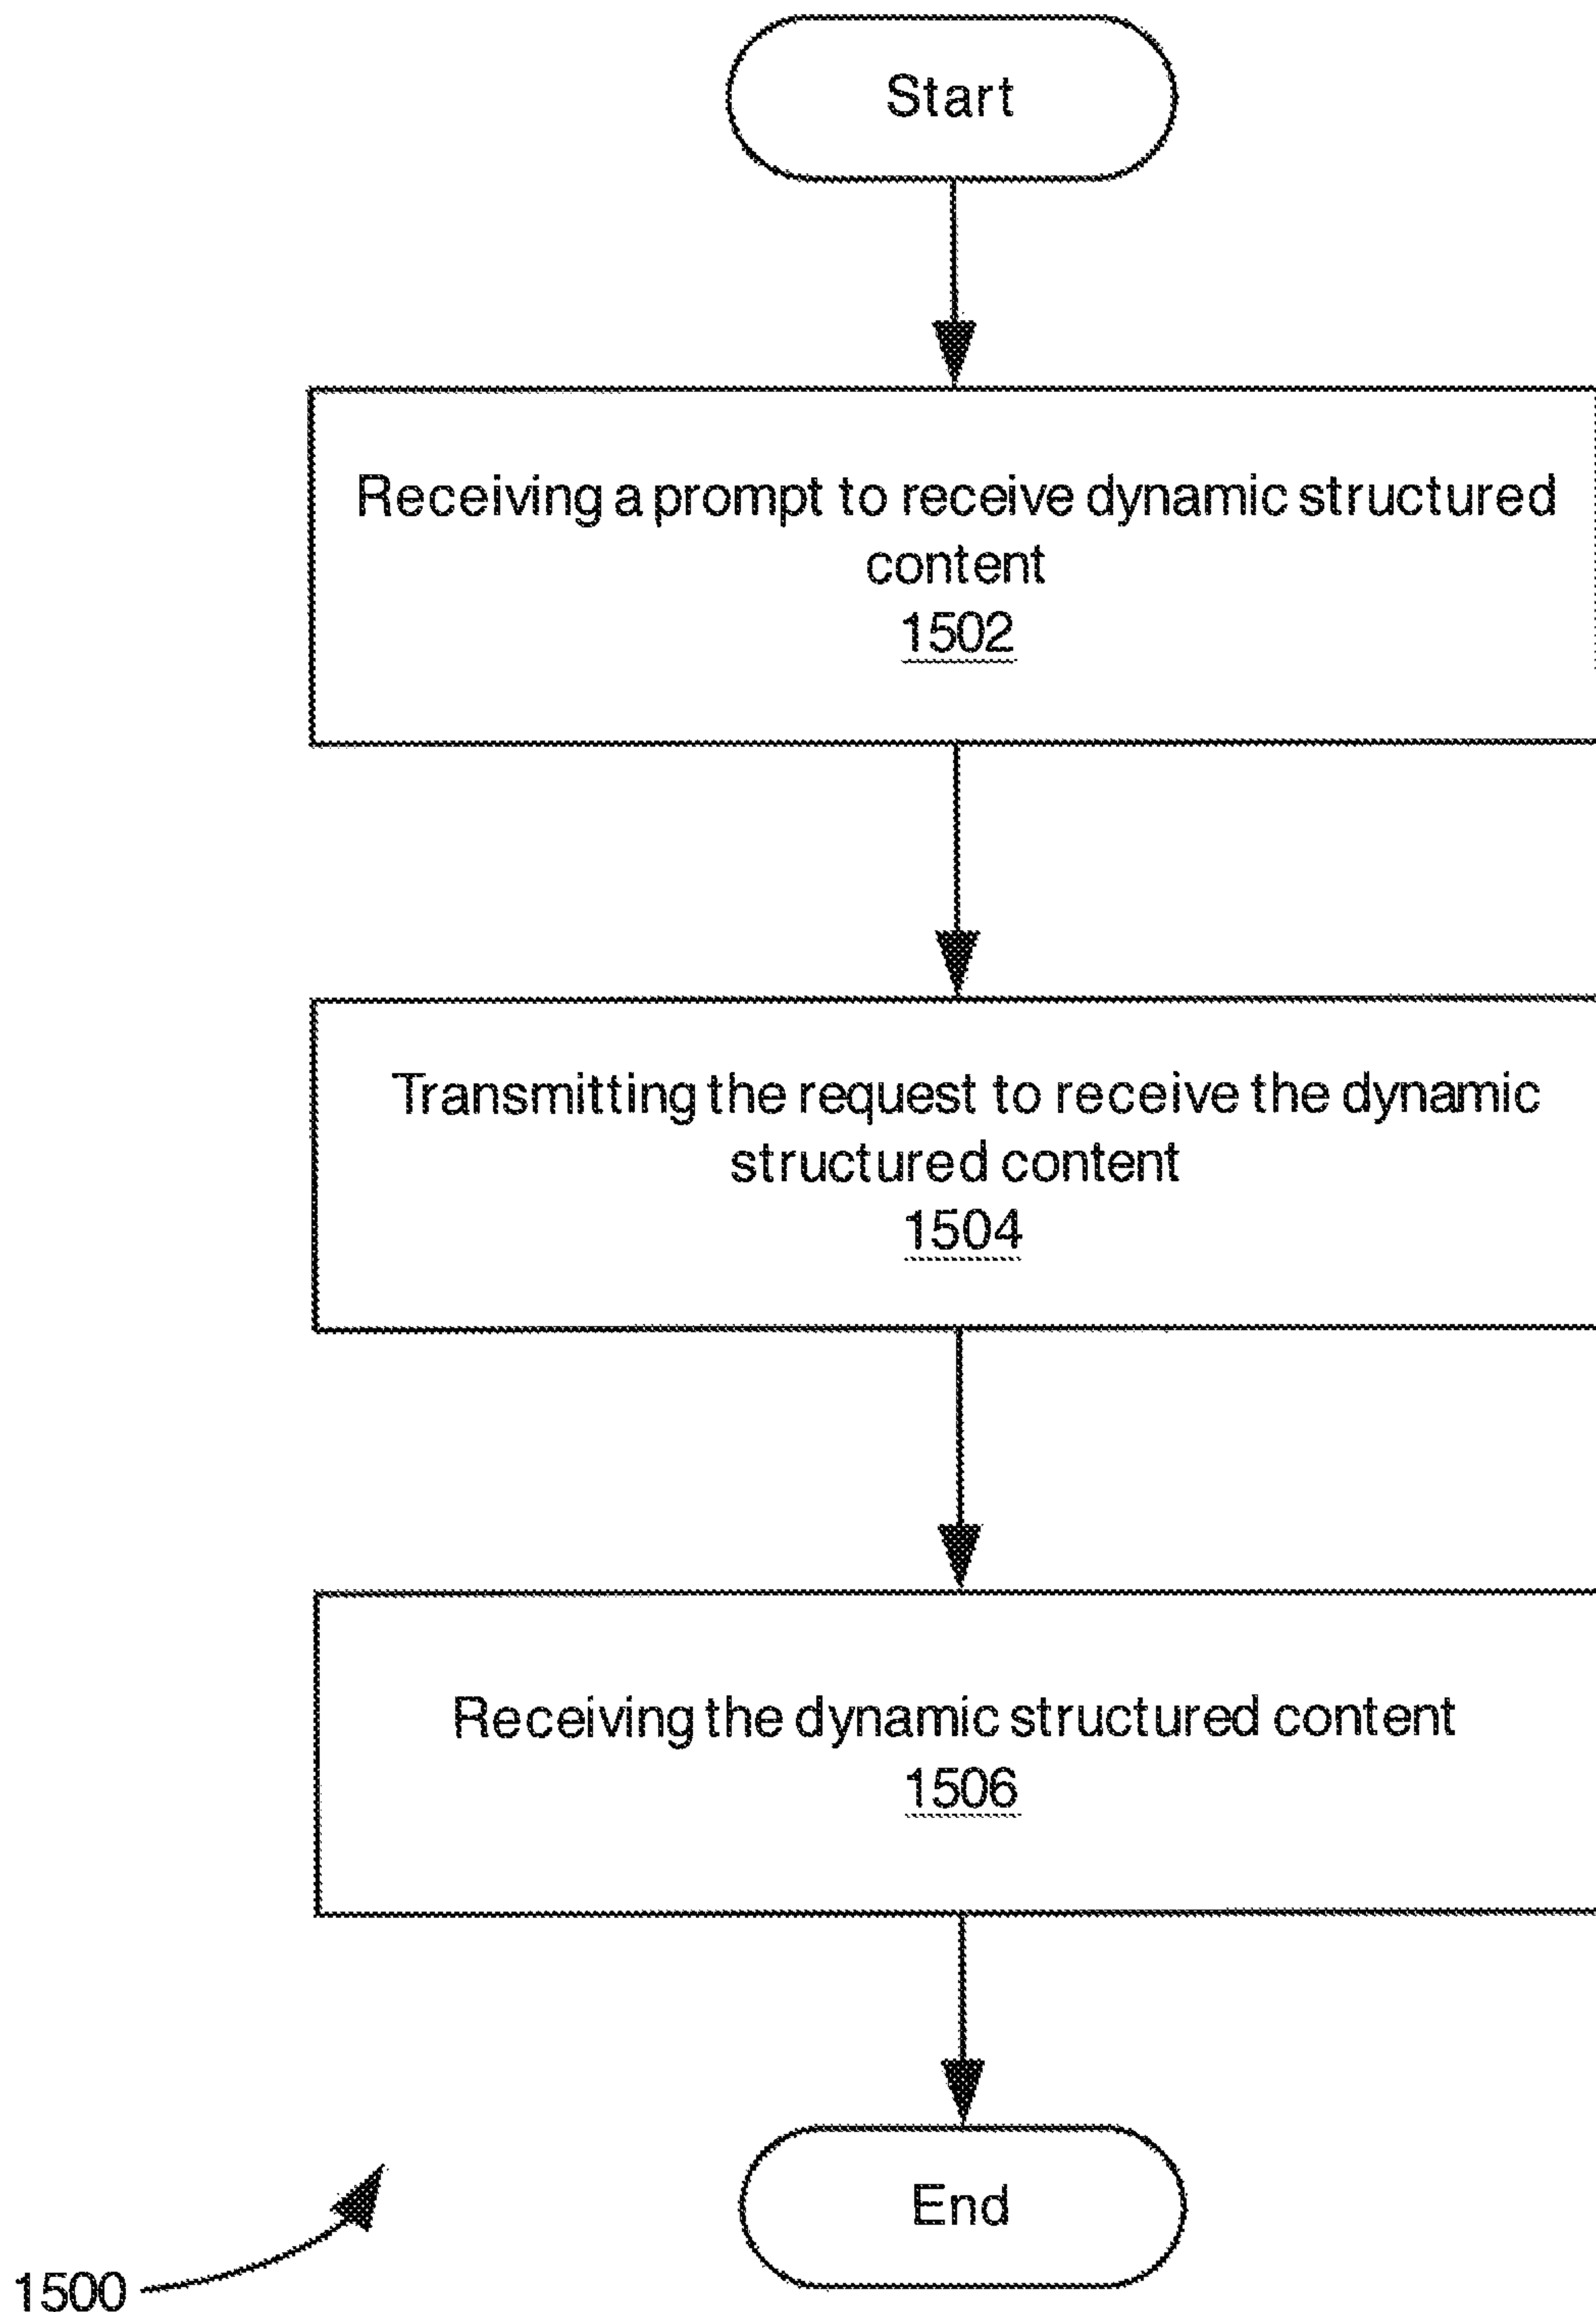 Start
Receiving a prompt to receive dynamic structured
content
1502
Transmitting the request to receive the dynamic
structured content
1504
Receiving the dynamic structured content
1506
End
1500